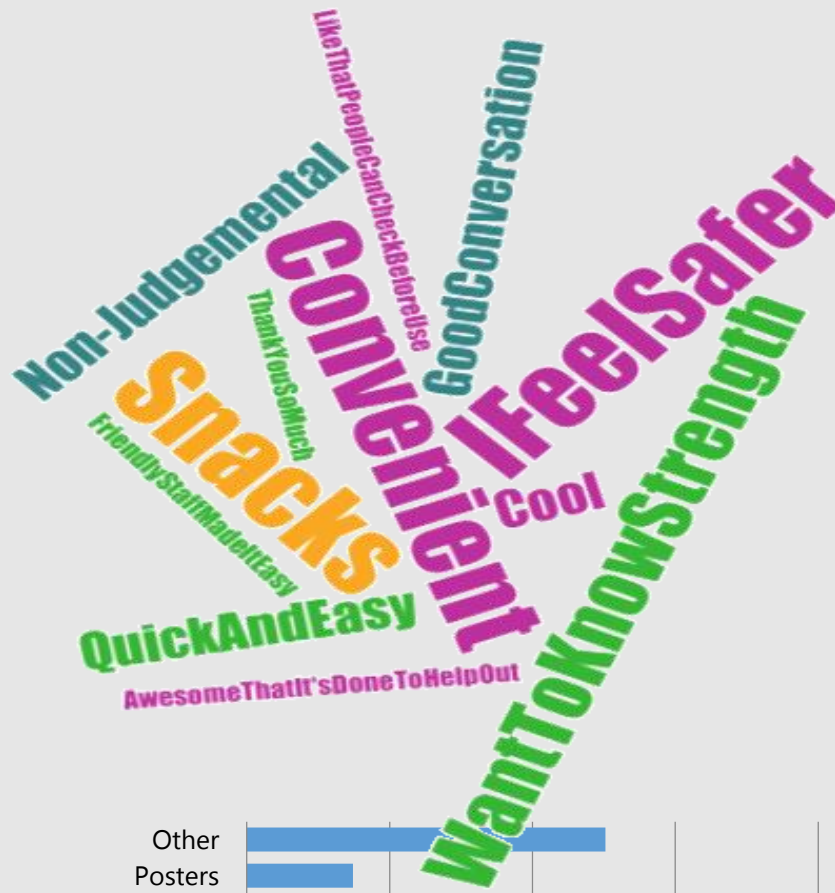 LikeThatPeopleCanCheckBeforeUse
GoodConversation
Non-Judgemental
Convenient
IFeelSafer
ThankYouSoMuch
Snacks
WantToKnowStrength
FriendlyStaffMadeItEasy
Cool
QuickAndEasy
AwesomeThatIt'sDoneToHelpOut
Other
Posters